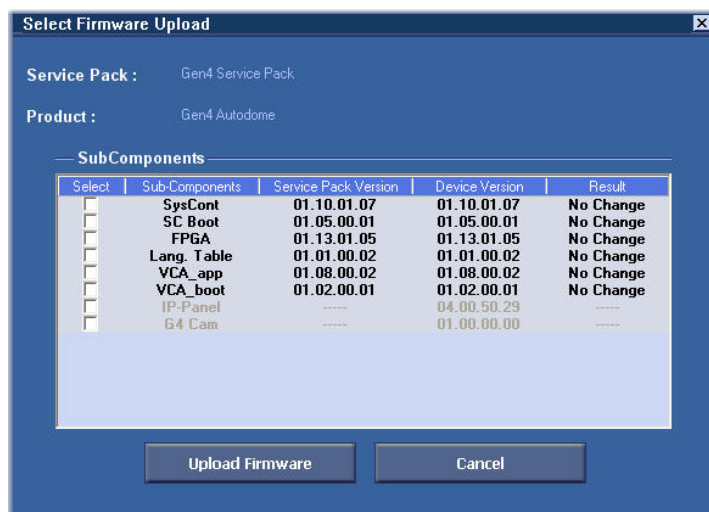 Select Firmware Upload
Service Pack : Gen4 Service Pack
Product : Gen4 Autodome
SubComponents
Select Sub-Components Service Pack Version Device Version Result
SysCont 01.10.01.07 01.10.01.07 No Change
SC Boot 01.05.00.01 01.05.00.01 No Change
FPGA 01.13.01.05 01.13.01.05 No Change
Lang. Table 01.01.00.02 01.01.00.02 No Change
VCA_app 01.08.00.02 01.08.00.02 No Change
VCA_boot 01.02.00.01 01.02.00.01 No Change
IP-Panel ----- 04.00.50.29 -----
G4 Cam ----- 01.00.00.00 -----
Upload Firmware Cancel